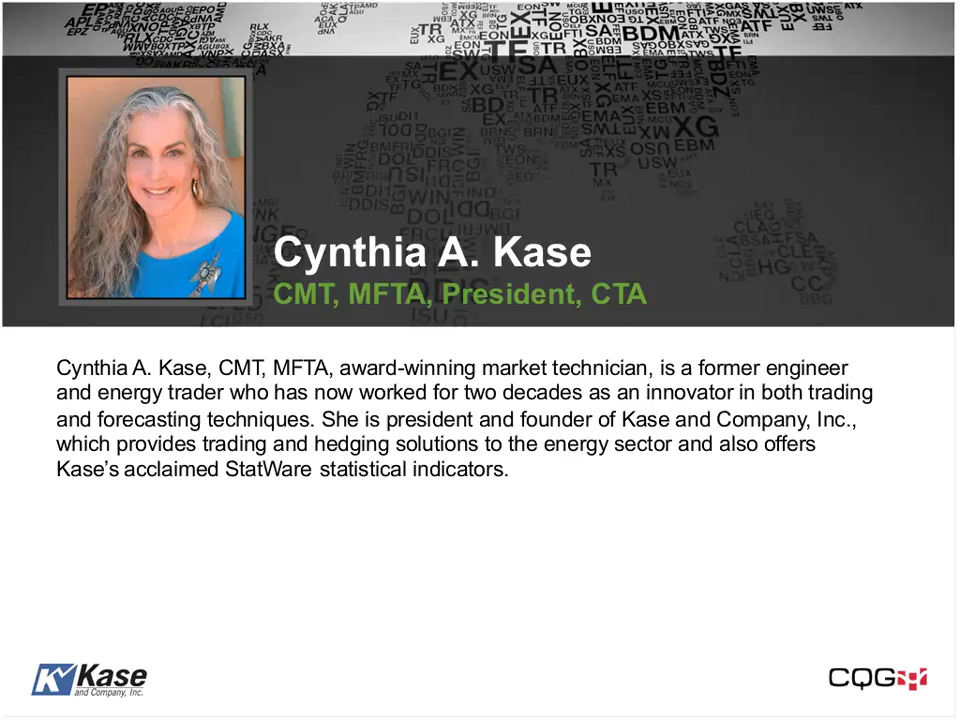 Cynthia A. Kase
CMT, MFTA, President, CTA
Cynthia A. Kase, CMT, MFTA, award-winning market technician, is a former engineer
and energy trader who has now worked for two decades as an innovator in both trading
and forecasting techniques. She is president and founder of Kase and Company, Inc.,
which provides trading and hedging solutions to the energy sector and also offers
Kase's acclaimed StatWare statistical indicators.
Kase
and Company, Inc.
CQG